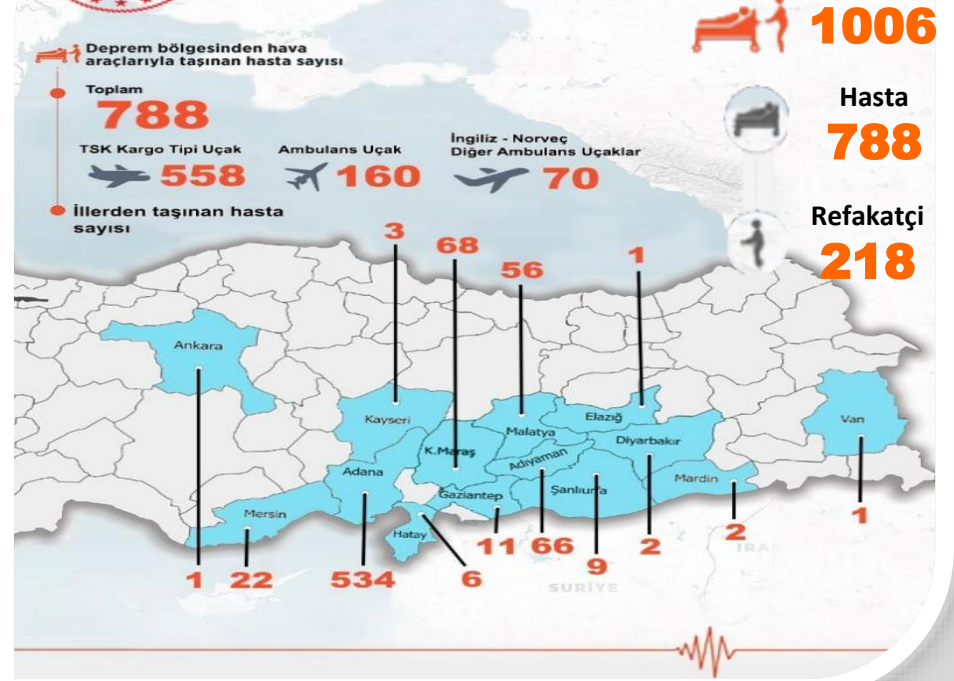 1006
Deprem bölgesinden hava
araçlarıyla taşınan hasta sayısı
Toplam
788
TSK Kargo Tipi Uçak
558
Ambulans Uçak
160
İngiliz - Norveç
Diğer Ambulans Uçaklar
70
Hasta
788
Refakatçi
218
İllerden taşınan hasta
sayısı
3
68
56
1
Ankara
Kayseri
Elazığ
Van
Malatya
Diyarbakır
K.Maraş
Adıyaman
Adana
Mardin
Gaziantep
Şanlıurfa
Mersin
Hatay
1
22
534
6
11
66
9
2
2
1
IRAK
SURİYE